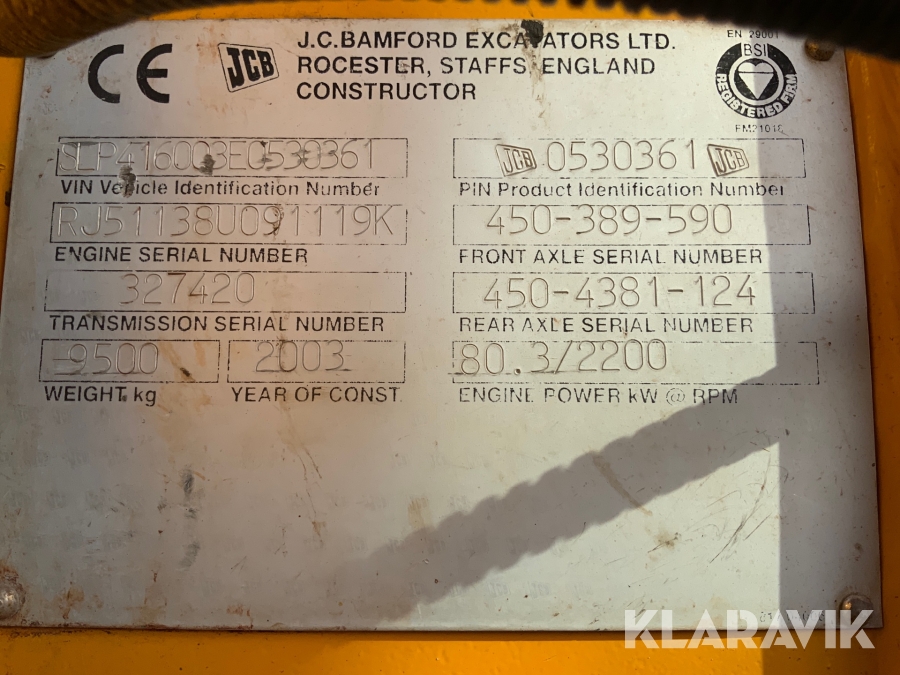 CE
JCB
J.C.BAMFORD EXCAVATORS LTD.
ROCESTER, STAFFS, ENGLAND
CONSTRUCTOR
EN 29001
BSI
REGISTERED FIRM
SLP416003E0530361
VIN Vehicle Identification Number
JCB 0530361 JCB
PIN Product Identification Number
RJ51138U091119K
ENGINE SERIAL NUMBER
450-389-590
FRONT AXLE SERIAL NUMBER
327420
TRANSMISSION SERIAL NUMBER
450-4381-124
REAR AXLE SERIAL NUMBER
9500
WEIGHT kg
2003
YEAR OF CONST.
80.3/2200
ENGINE POWER kW @ RPM
KLARAVIK